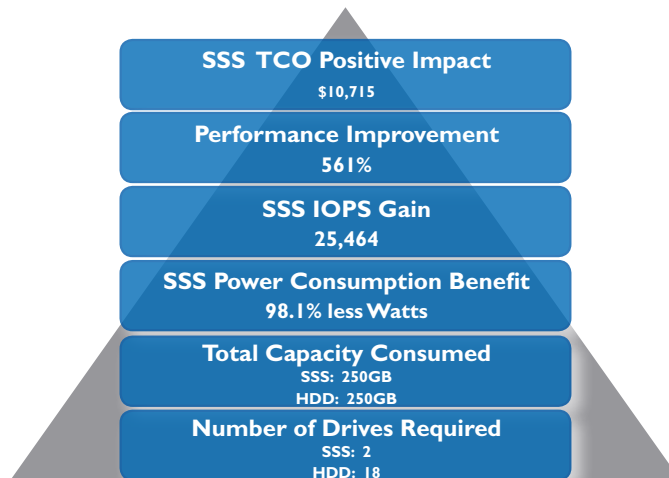 SSS TCO Positive Impact
$10,715
Performance Improvement
561%
SSS IOPS Gain
25,464
SSS Power Consumption Benefit
98.1% less Watts
Total Capacity Consumed
SSS: 250GB
HDD: 250GB
Number of Drives Required
SSS: 2
HDD: 18